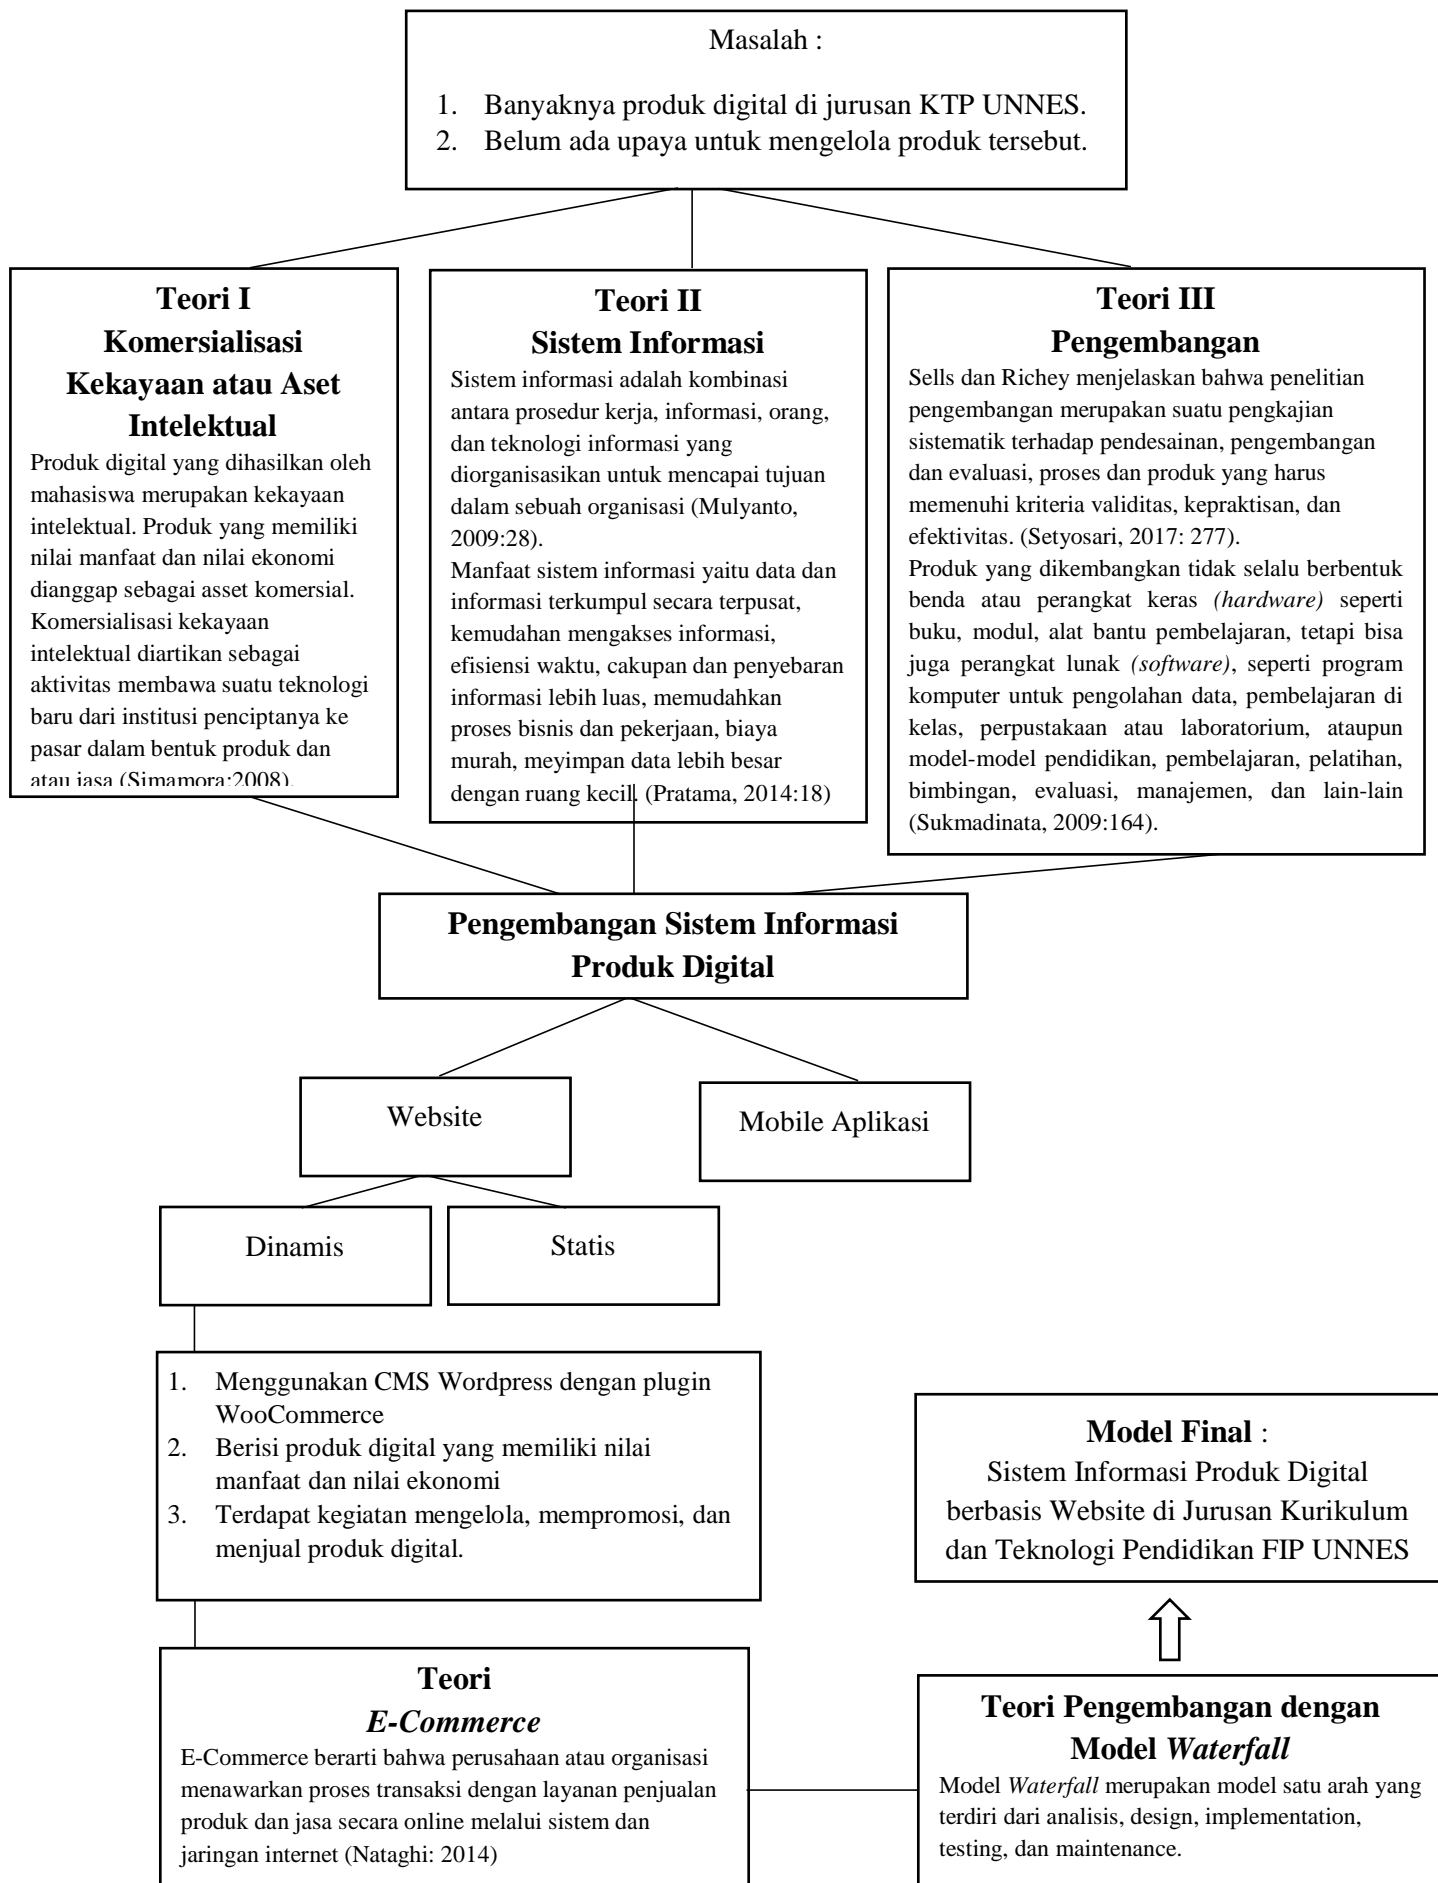 Masalah :
1. Banyaknya produk digital di jurusan KTP UNNES.
2. Belum ada upaya untuk mengelola produk tersebut.
Teori I
Komersialisasi
Kekayaan atau Aset
Intelektual
Produk digital yang dihasilkan oleh
mahasiswa merupakan kekayaan
intelektual. Produk yang memiliki
nilai manfaat dan nilai ekonomi
dianggap sebagai asset komersial.
Komersialisasi kekayaan
intelektual diartikan sebagai
aktivitas membawa suatu teknologi
baru dari institusi penciptanya ke
pasar dalam bentuk produk dan
atau jasa (Simamora:2008).
Teori II
Sistem Informasi
Sistem informasi adalah kombinasi
antara prosedur kerja, informasi, orang,
dan teknologi informasi yang
diorganisasikan untuk mencapai tujuan
dalam sebuah organisasi (Mulyanto,
2009:28).
Manfaat sistem informasi yaitu data dan
informasi terkumpul secara terpusat,
kemudahan mengakses informasi,
efisiensi waktu, cakupan dan penyebaran
informasi lebih luas, memudahkan
proses bisnis dan pekerjaan, biaya
murah, meyimpan data lebih besar
dengan ruang kecil. (Pratama, 2014:18)
Teori III
Pengembangan
Sells dan Richey menjelaskan bahwa penelitian
pengembangan merupakan suatu pengkajian
sistematik terhadap pendesainan, pengembangan
dan evaluasi, proses dan produk yang harus
memenuhi kriteria validitas, kepraktisan, dan
efektivitas. (Setyosari, 2017: 277).
Produk yang dikembangkan tidak selalu berbentuk
benda atau perangkat keras (hardware) seperti
buku, modul, alat bantu pembelajaran, tetapi bisa
juga perangkat lunak (software), seperti program
komputer untuk pengolahan data, pembelajaran di
kelas, perpustakaan atau laboratorium, ataupun
model-model pendidikan, pembelajaran, pelatihan,
bimbingan, evaluasi, manajemen, dan lain-lain
(Sukmadinata, 2009:164).
Pengembangan Sistem Informasi
Produk Digital
Website
Mobile Aplikasi
Dinamis
Statis
1. Menggunakan CMS Wordpress dengan plugin
WooCommerce
2. Berisi produk digital yang memiliki nilai
manfaat dan nilai ekonomi
3. Terdapat kegiatan mengelola, mempromosi, dan
menjual produk digital.
Model Final :
Sistem Informasi Produk Digital
berbasis Website di Jurusan Kurikulum
dan Teknologi Pendidikan FIP UNNES
Teori
E-Commerce
E-Commerce berarti bahwa perusahaan atau organisasi
menawarkan proses transaksi dengan layanan penjualan
produk dan jasa secara online melalui sistem dan
jaringan internet (Nataghi: 2014)
Teori Pengembangan dengan
Model Waterfall
Model Waterfall merupakan model satu arah yang
terdiri dari analisis, design, implementation,
testing, dan maintenance.